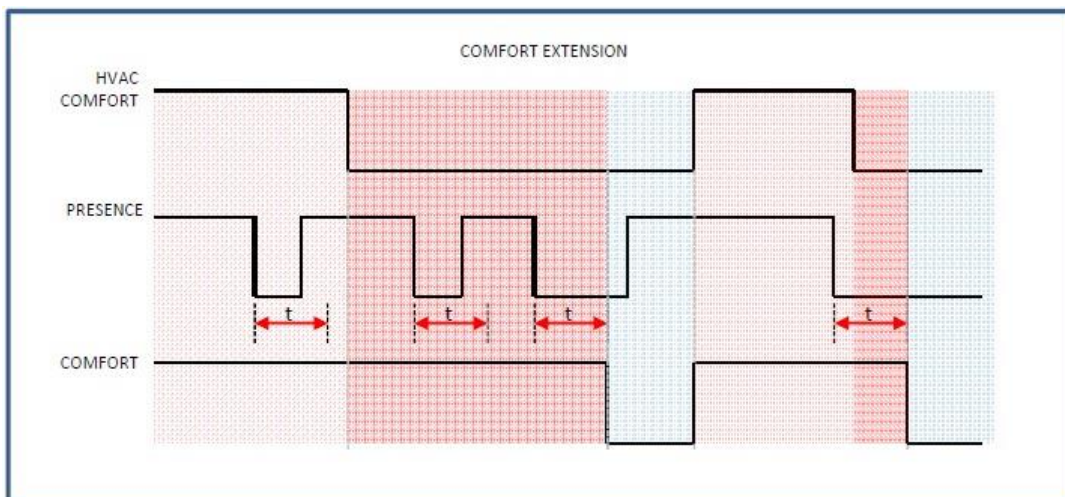 COMFORT EXTENSION
HVAC
COMFORT
PRESENCE
t
t
t
t
COMFORT